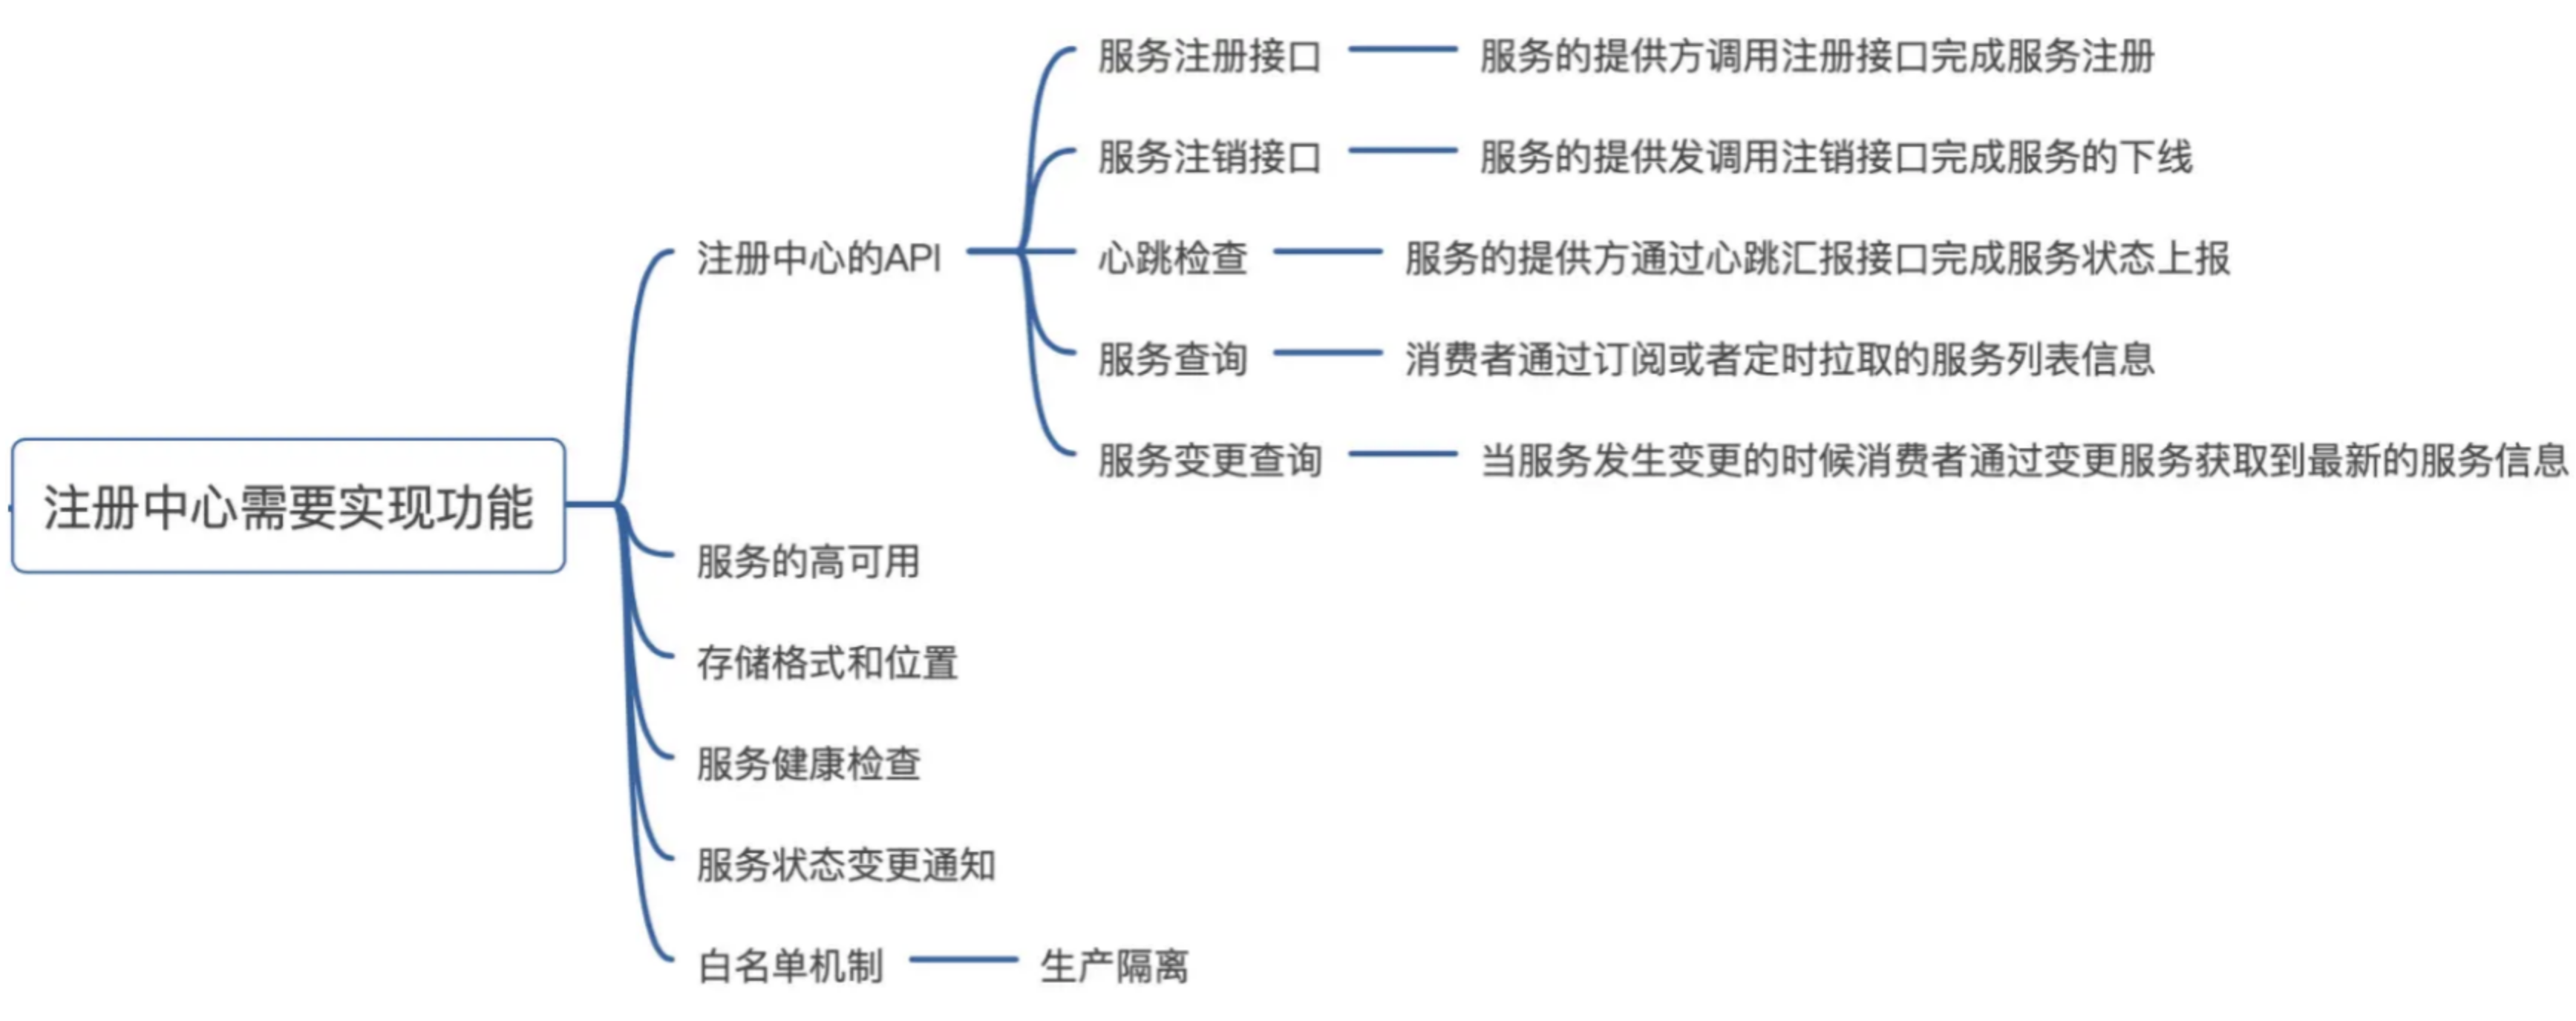 注册中心需要实现功能
注册中心的API
服务注册接口
服务的提供方调用注册接口完成服务注册
服务注销接口
服务的提供发调用注销接口完成服务的下线
心跳检查
服务的提供方通过心跳汇报接口完成服务状态上报
服务查询
消费者通过订阅或者定时拉取的服务列表信息
服务变更查询
当服务发生变更的时候消费者通过变更服务获取到最新的服务信息
服务的高可用
存储格式和位置
服务健康检查
服务状态变更通知
白名单机制
生产隔离